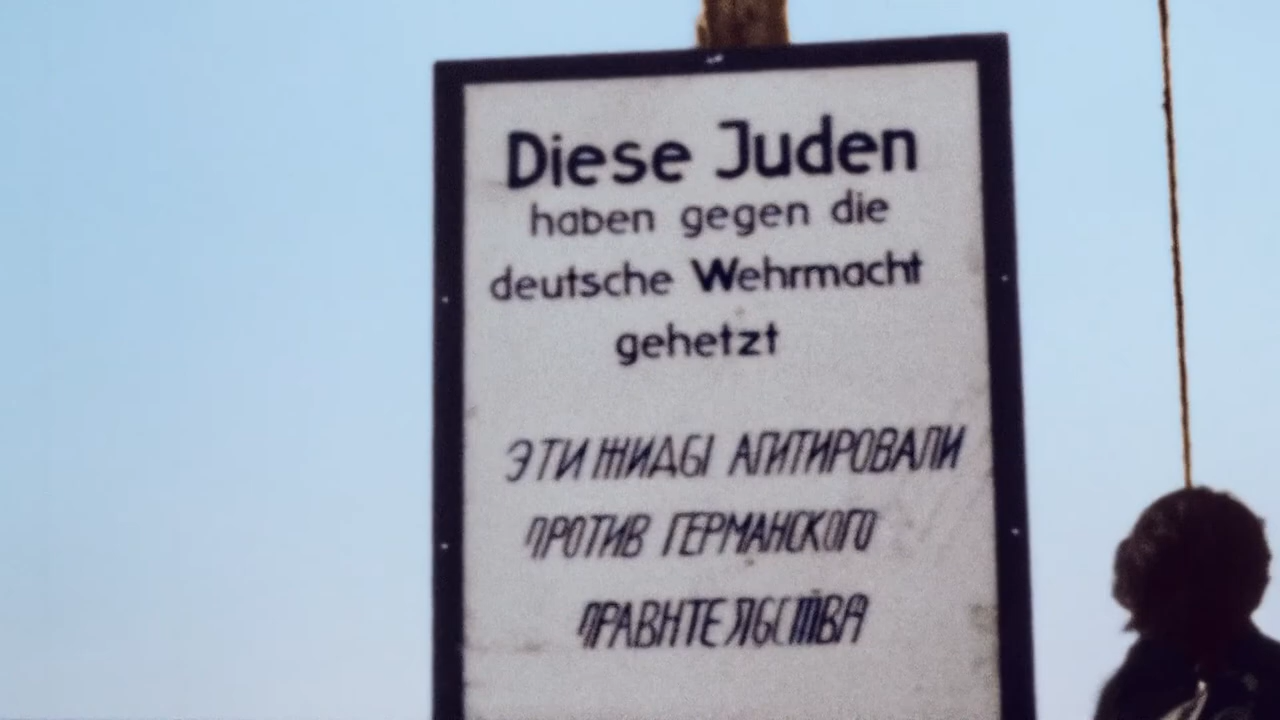 Diese Juden
haben gegen die
deutsche Wehrmacht
gehetzt
ЭТИ ЖИДЫ АГИТИРОВАЛИ
ПРОТИВ ГЕРМАНСКОГО
ПРАВИТЕЛЬСТВА